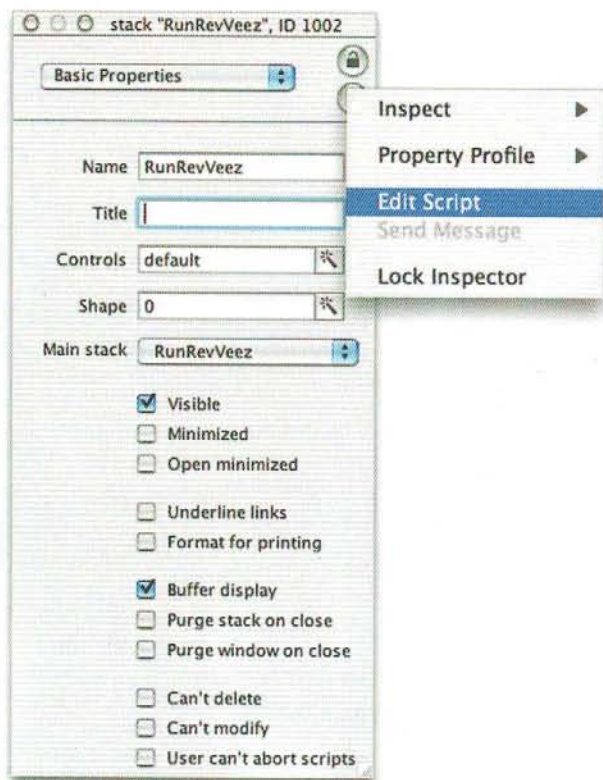 stack "RunRevVeez", ID 1002
Basic Properties
Inspect
Property Profile
Edit Script
Send Message
Lock Inspector
Name RunRevVeez
Title
Controls default
Shape 0
Main stack RunRevVeez
Visible
Minimized
Open minimized
Underline links
Format for printing
Buffer display
Purge stack on close
Purge window on close
Can't delete
Can't modify
User can't abort scripts